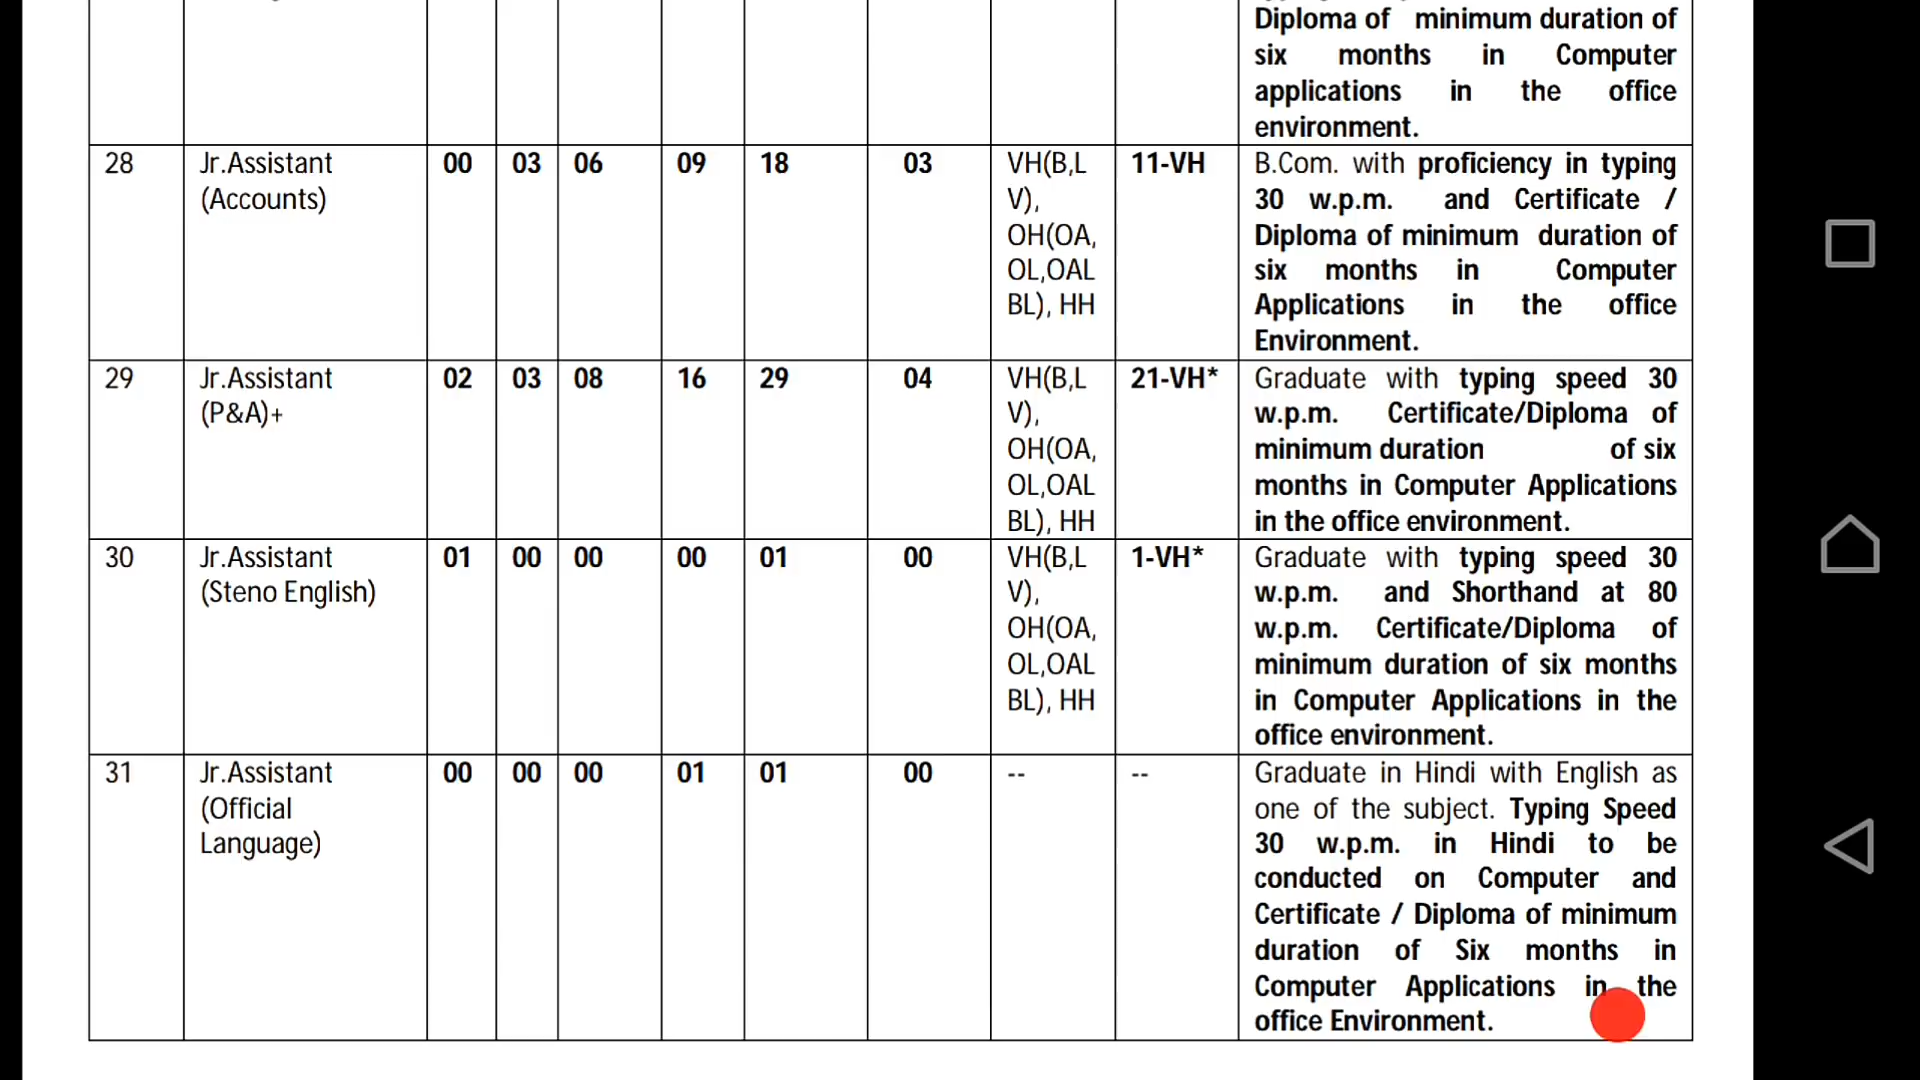 Diploma of minimum duration of
six months in Computer
applications in the office
environment.
28 Jr.Assistant 00 03 06 09 18 03 VH(B,L 11-VH B.Com. with proficiency in typing
(Accounts) V), 30 w.p.m. and Certificate /
OH(OA, Diploma of minimum duration of
OL,OAL six months in Computer
BL), HH Applications in the office
Environment.
29 Jr.Assistant 02 03 08 16 29 04 VH(B,L 21-VH* Graduate with typing speed 30
(P&A)+ V), w.p.m. Certificate/Diploma of
OH(OA, minimum duration of six
OL,OAL months in Computer Applications
BL), HH in the office environment.
30 Jr.Assistant 01 00 00 00 01 00 VH(B,L 1-VH* Graduate with typing speed 30
(Steno English) V), w.p.m. and Shorthand at 80
OH(OA, w.p.m. Certificate/Diploma of
OL,OAL minimum duration of six months
BL), HH in Computer Applications in the
office environment.
31 Jr.Assistant 00 00 00 01 01 00 -- -- Graduate in Hindi with English as
(Official one of the subject. Typing Speed
Language) 30 w.p.m. in Hindi to be
conducted on Computer and
Certificate / Diploma of minimum
duration of Six months in
Computer Applications in the
office Environment.